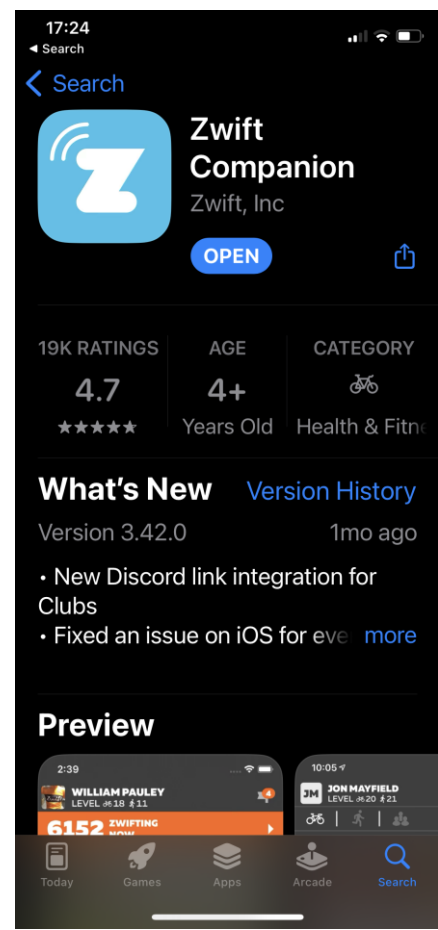 17:24
◀ Search
Search
Zwift
Companion
Zwift, Inc
OPEN
19K RATINGS
AGE
CATEGORY
4.7
4+
★★★★★
Years Old
Health & Fitne
What's New
Version History
Version 3.42.0
1mo ago
• New Discord link integration for
Clubs
• Fixed an issue on iOS for eve
more
Preview
2:39
WILLIAM PAULEY
LEVEL 18 11
4
6152 ZWIFTING
NOW
10:05
JM
JON MAYFIELD
LEVEL 20 21
Today
Games
Apps
Arcade
Search